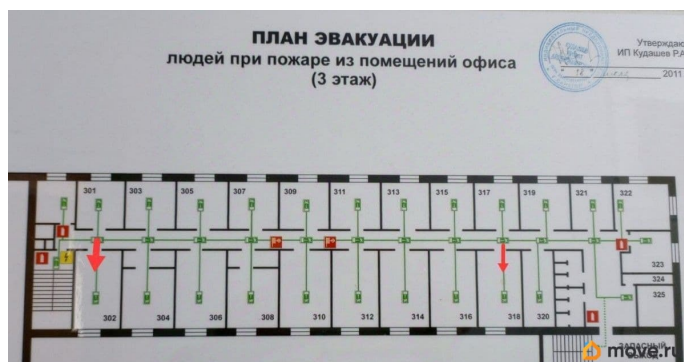 ПЛАН ЭВАКУАЦИИ
людей при пожаре из помещений офиса
(3 этаж)
Утверждаю
ИП Кудашев Р.А
2011
301 303 305 307 309 311 313 315 317 319 321 322
323
324
325
302 304 306 308 310 312 314 316 318 320
ЗАПАСНЫЙ
ВЫХОД
move.ru